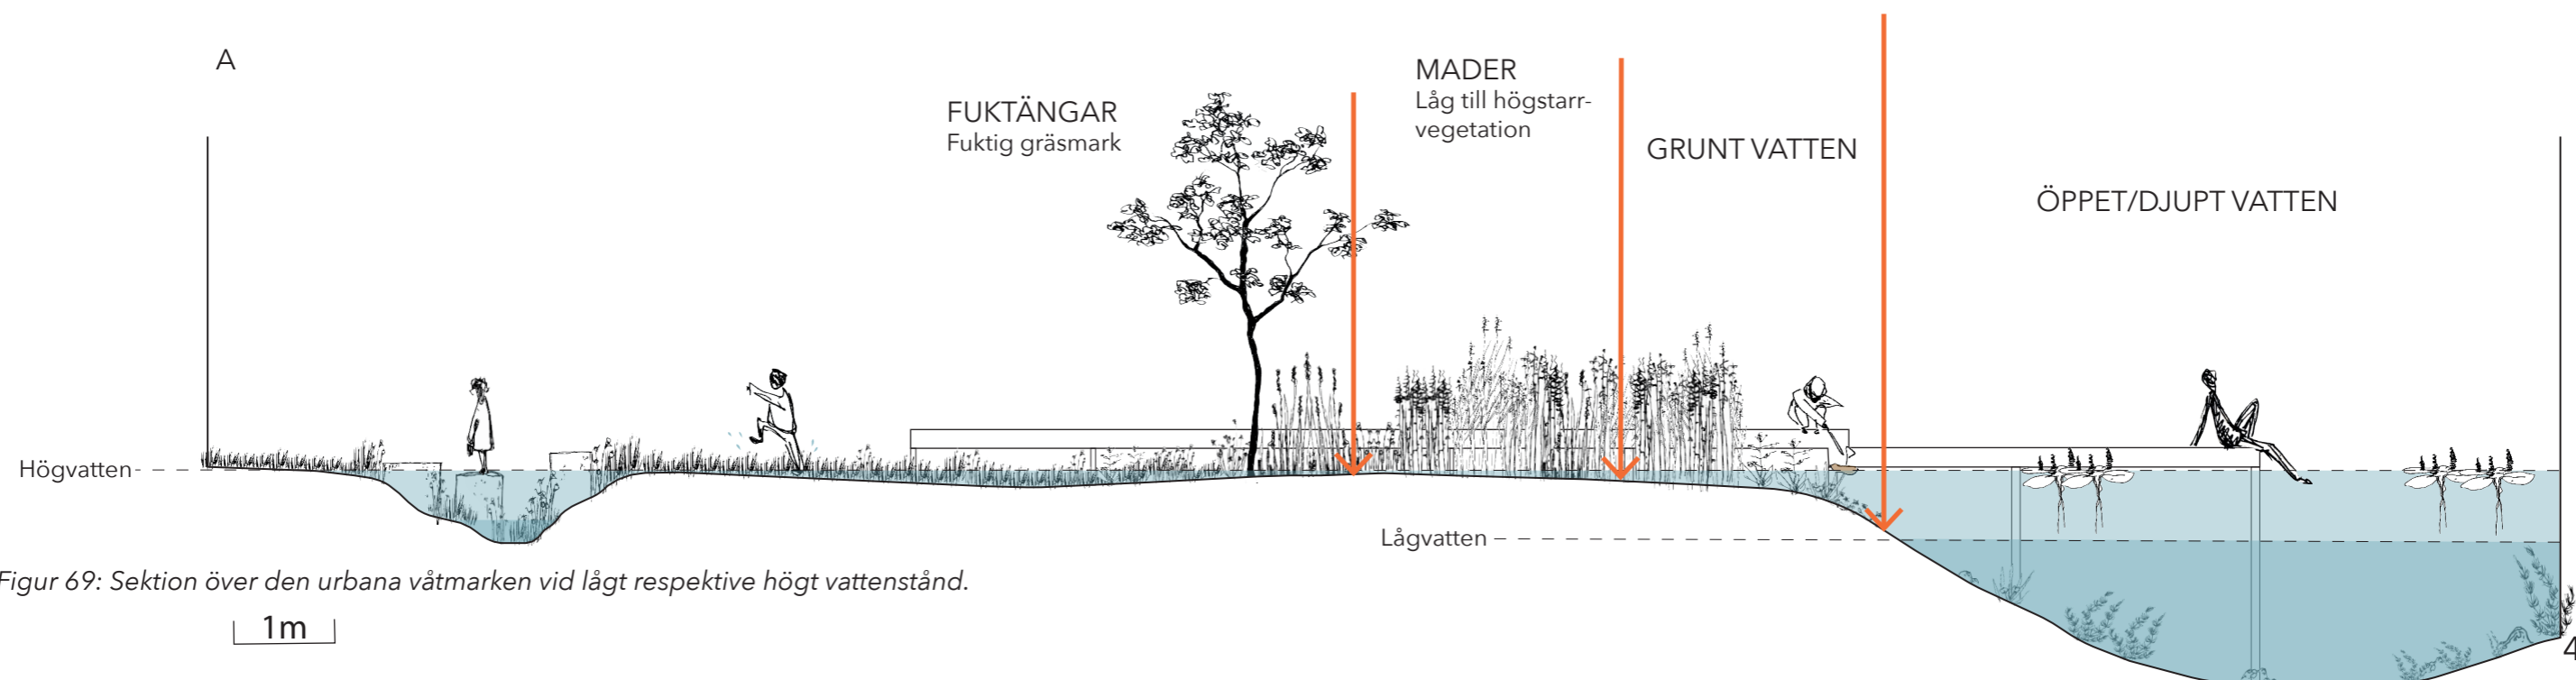 A
FUKTÄNGAR
Fuktig gräsmark
MADER
Låg till högstarr-
vegetation
GRUNT VATTEN
ÖPPET/DJUPT VATTEN
Högvatten
Lågvatten
Figur 69: Sektion över den urbana våtmarken vid lågt respektive högt vattenstånd.
1m
4